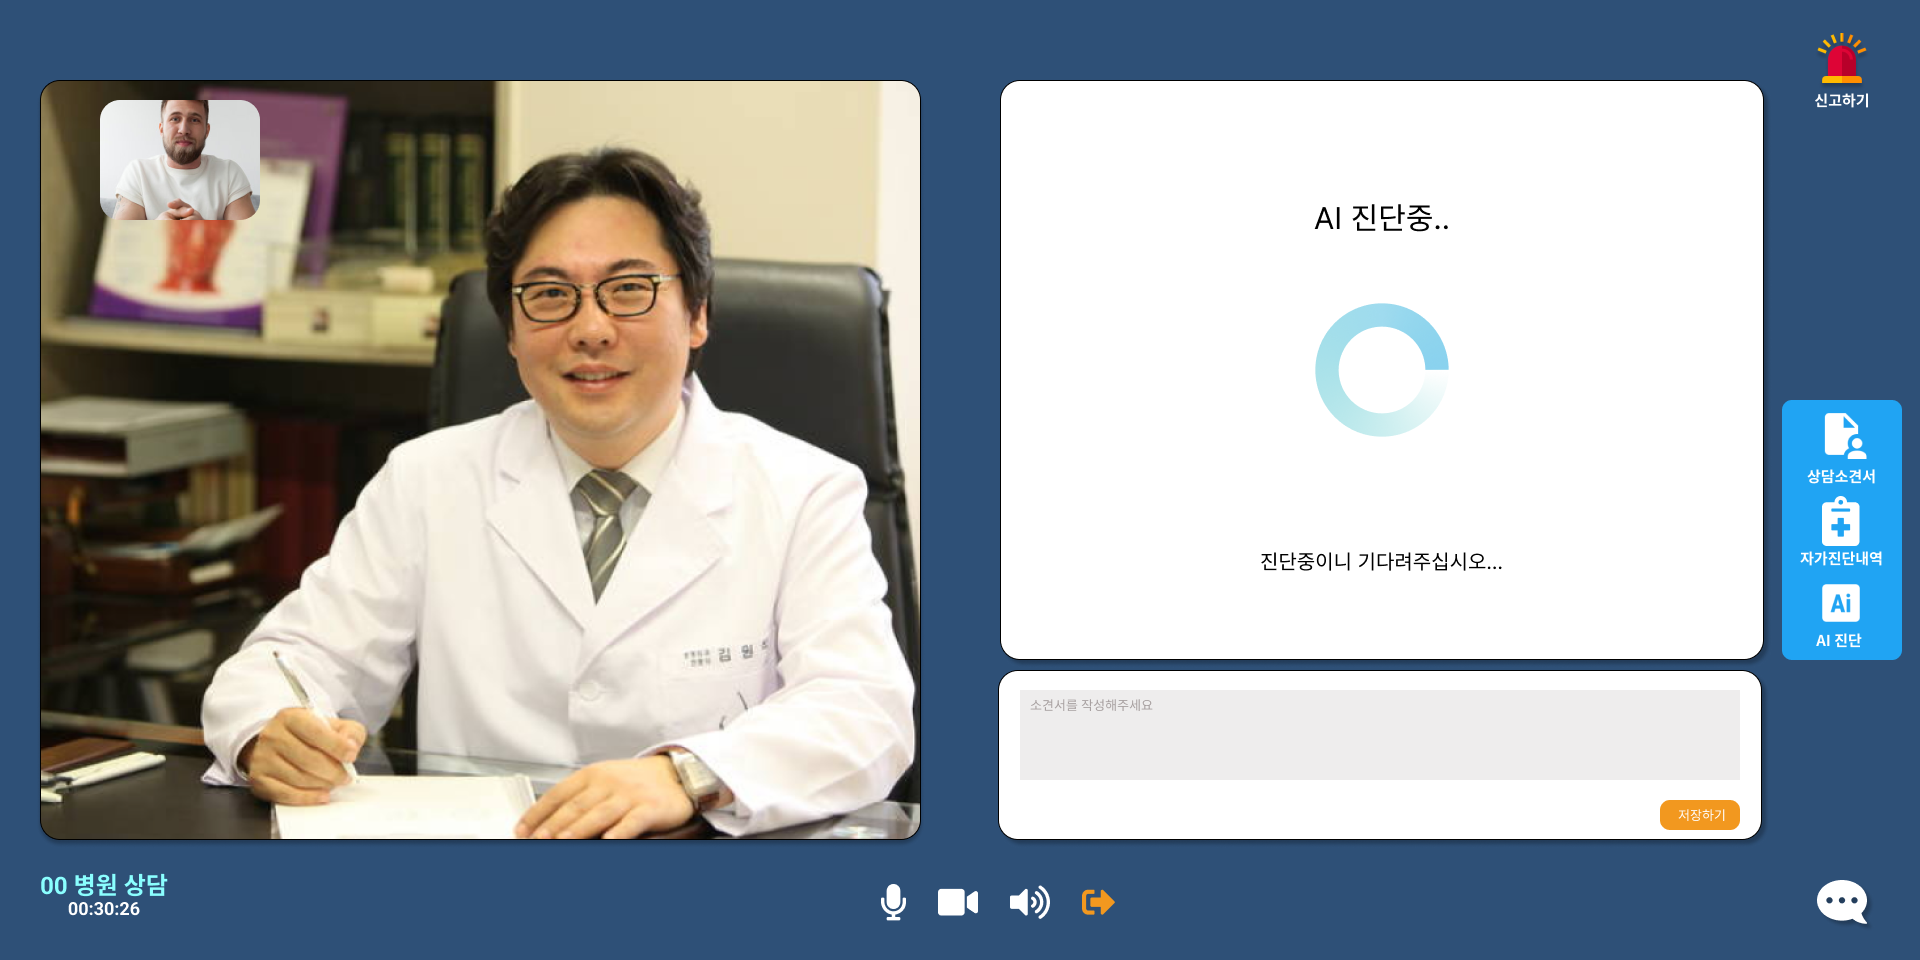 신고하기
AI 진단중..
진단중이니 기다려주십시오...
상담소견서
자가진단내역
Ai
AI 진단
김 원
소견서를 작성해주세요
저장하기
00 병원 상담
00:30:26